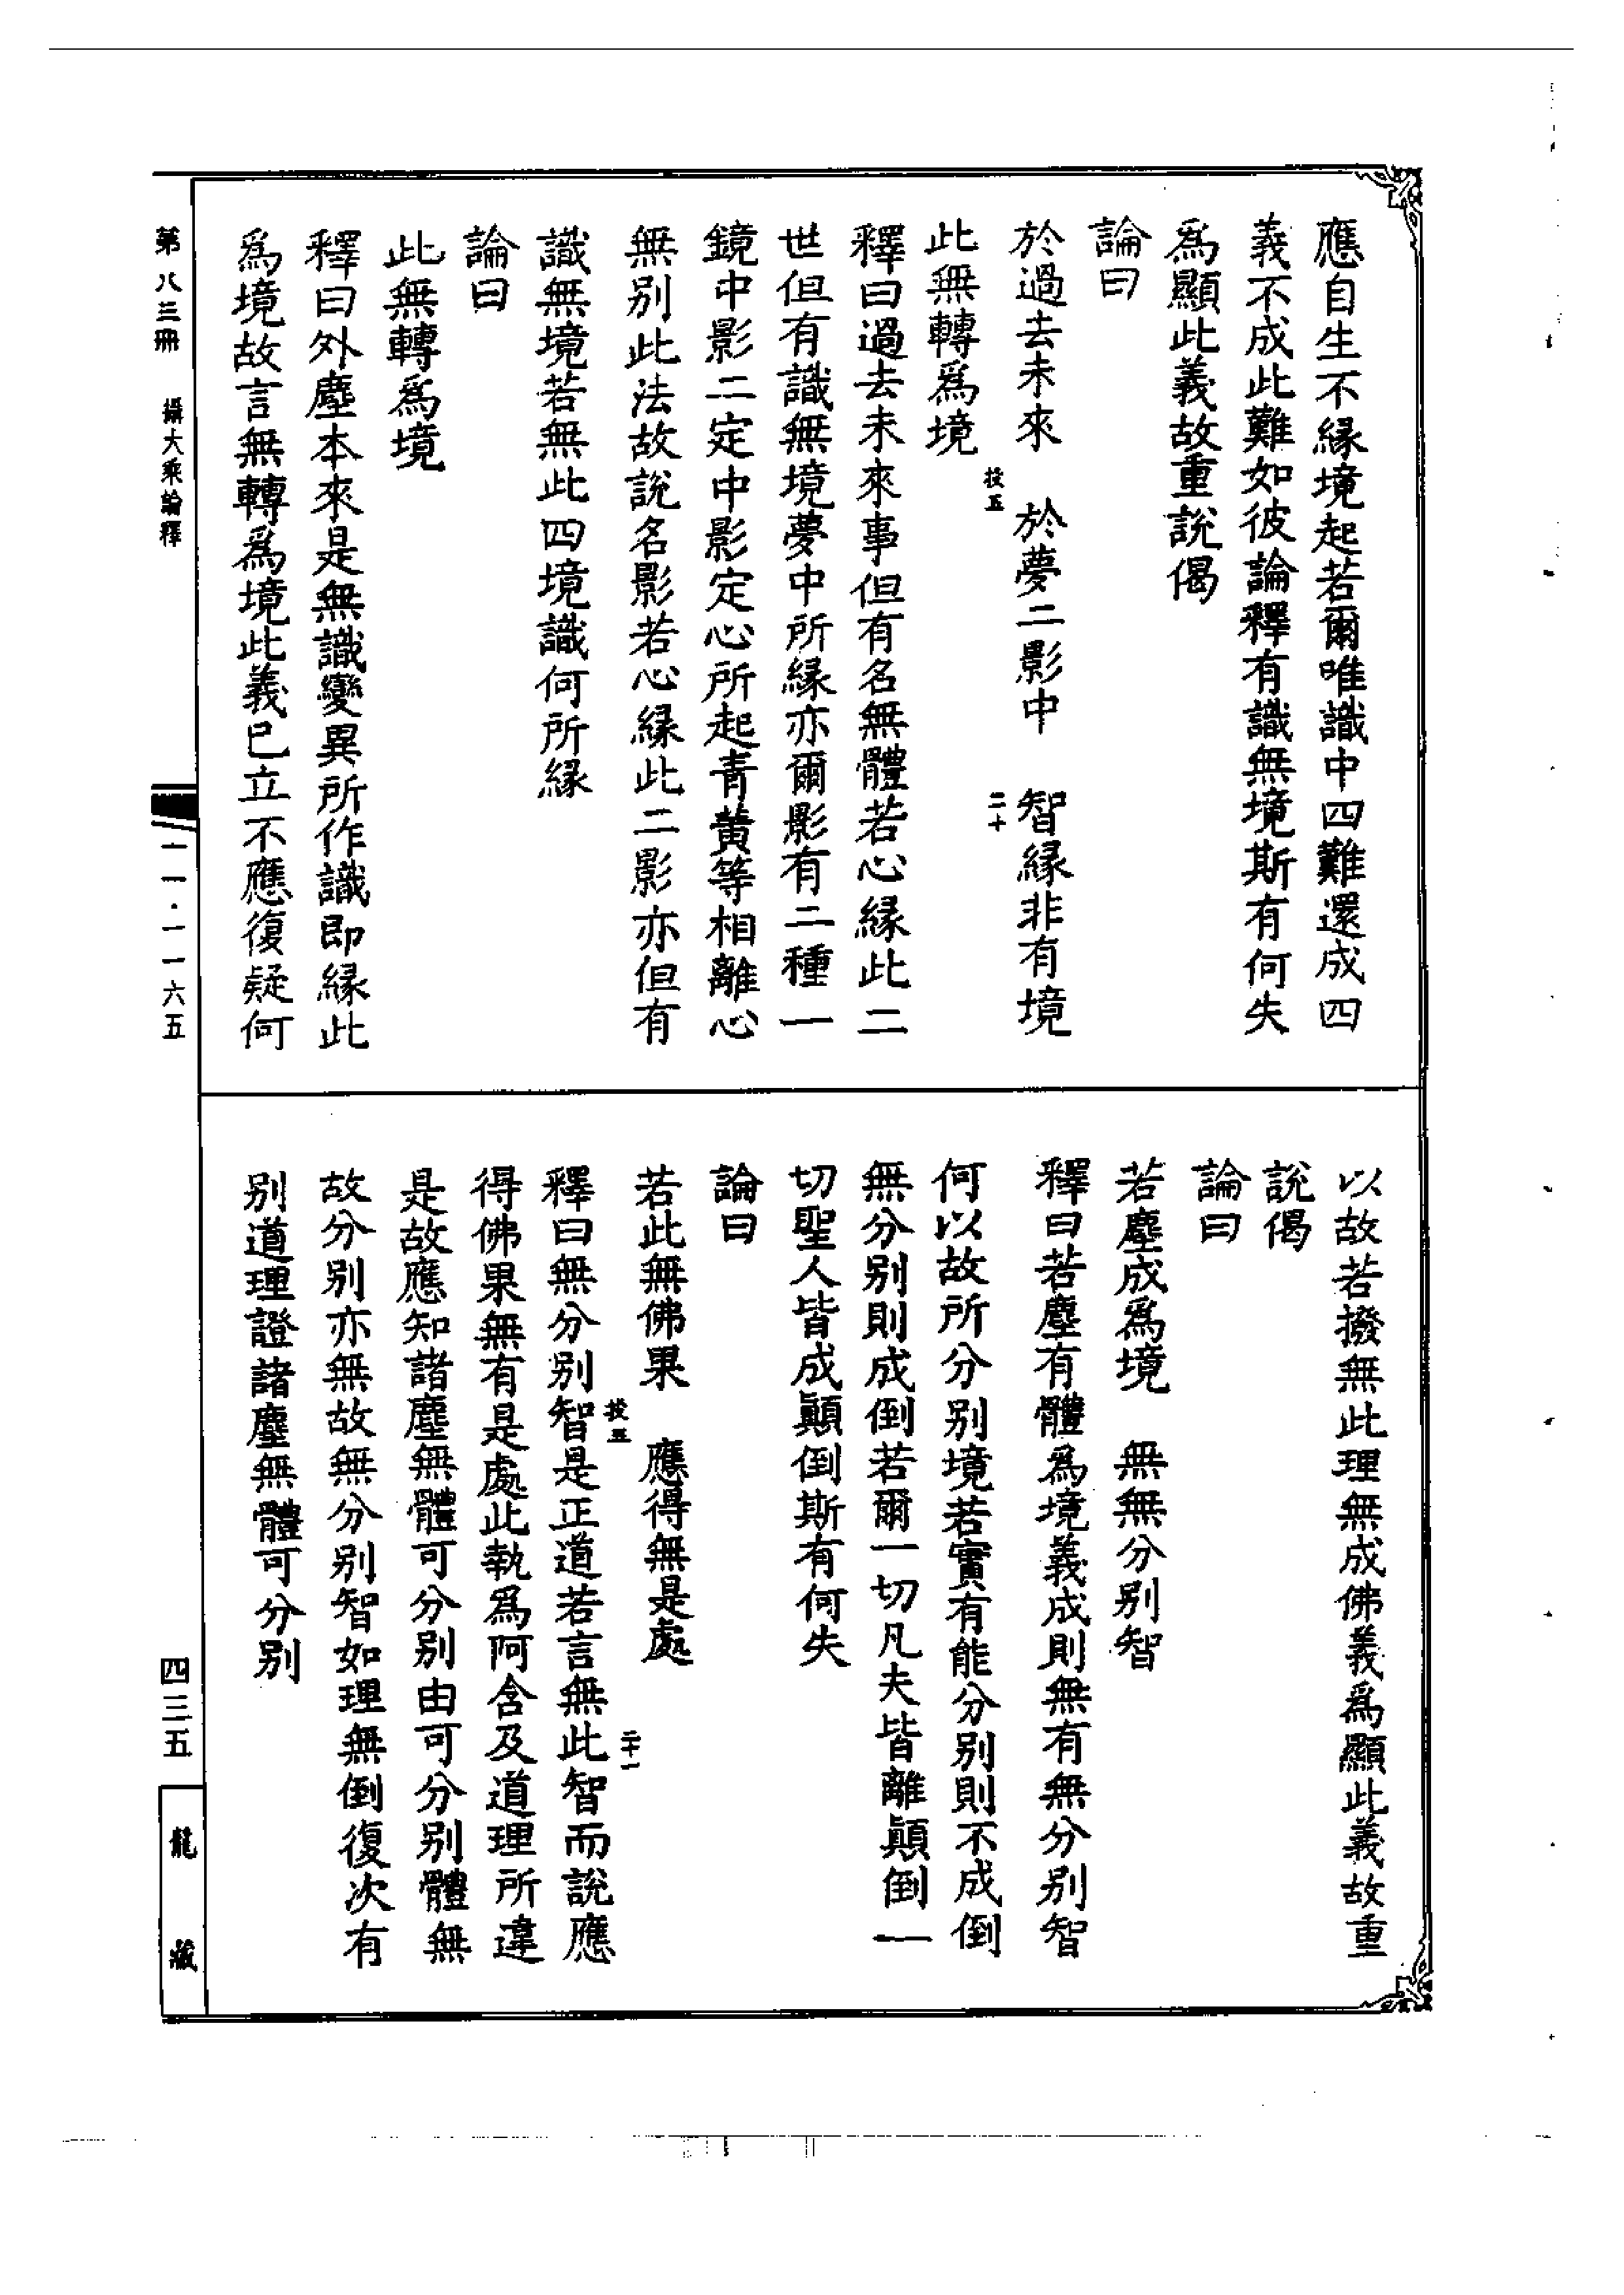 應自生不緣境起若爾唯識中四難還成四
義不成此難如彼論釋有識無境斯有何失
爲顯此義故重說偈
論曰
於過去未來　於夢二影中　智緣非有境
此無轉爲境
釋曰過去未來事但有名無體若心緣此二
世但有識無境夢中所緣亦爾影有二種一
鏡中影二定中影定心所起青黃等相離心
無別此法故說名影若心緣此二影亦但有
識無境若無此四境識何所緣
論曰
此無轉爲境
釋曰外塵本來是無識變異所作識即緣此
爲境故言無轉爲境此義已立不應復疑何
以故若撥無此理無成佛義爲顯此義故重
說偈
論曰
若塵成爲境　無無分別智
釋曰若塵有體爲境義成則無有無分別智
何以故所分別境若實有能分別則不成倒
無分別則成倒若爾一切凡夫皆離顛倒一
切聖人皆成顛倒斯有何失
論曰
若此無佛果　應得無是處
釋曰無分別智是正道若言無此智而說應
得佛果無有是處此執爲阿含及道理所違
是故應知諸塵無體可分別由可分別體無
故分別亦無故無分別智如理無倒復次有
別道理證諸塵無體可分別
投五
二十
投五
二十一
第八三冊　攝大乘論釋
一一一·一一六五
四三五
龍藏